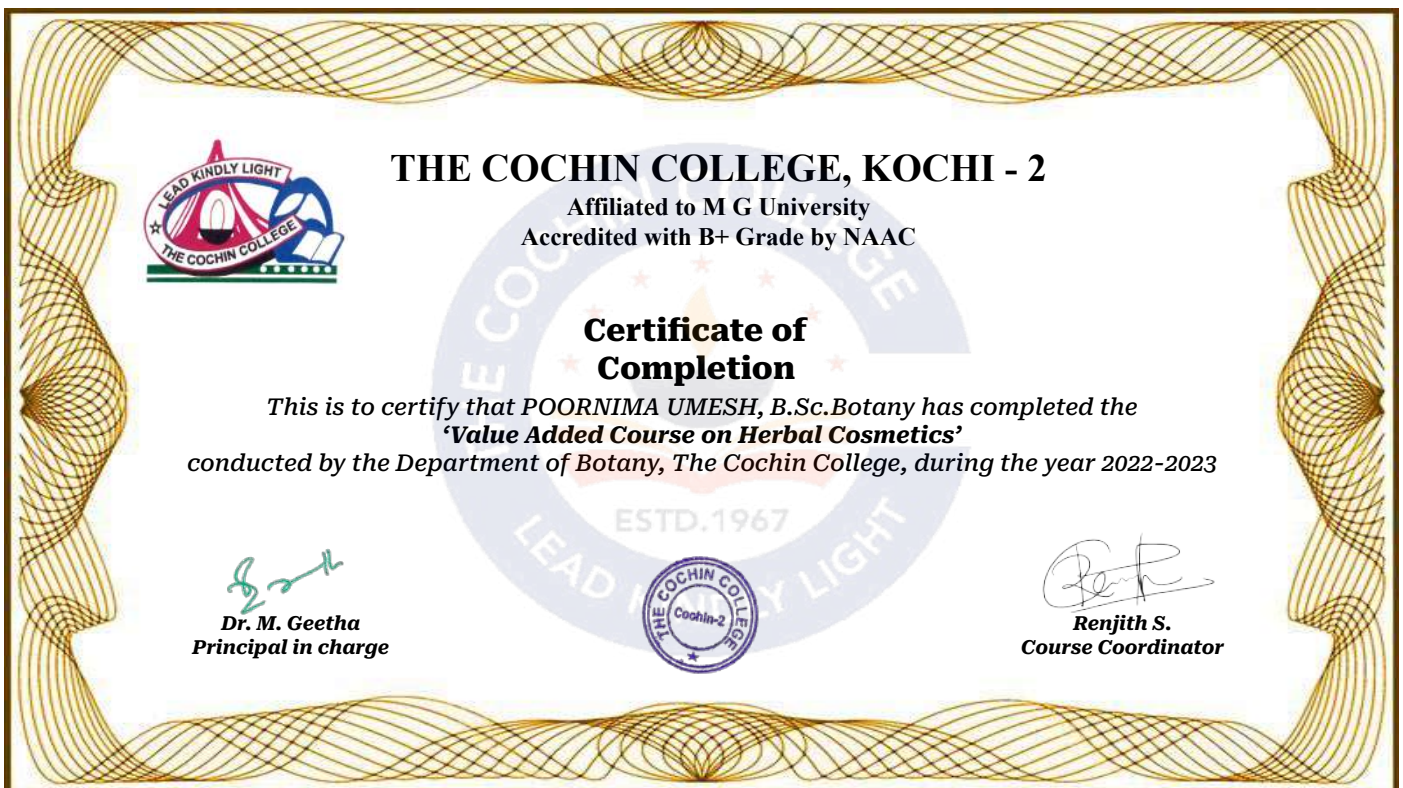 LEAD KINDLY LIGHT
THE COCHIN COLLEGE
THE COCHIN COLLEGE, KOCHI - 2
Affiliated to M G University
Accredited with B+ Grade by NAAC
Certificate of
Completion
This is to certify that POORNIMA UMESH, B.Sc.Botany has completed the
‘Value Added Course on Herbal Cosmetics’
conducted by the Department of Botany, The Cochin College, during the year 2022-2023
THE COCHIN COLLEGE
ESTD.1967
LEAD KINDLY LIGHT
Dr. M. Geetha
Principal in charge
THE COCHIN COLLEGE
Cochin-2
Renjith S.
Course Coordinator